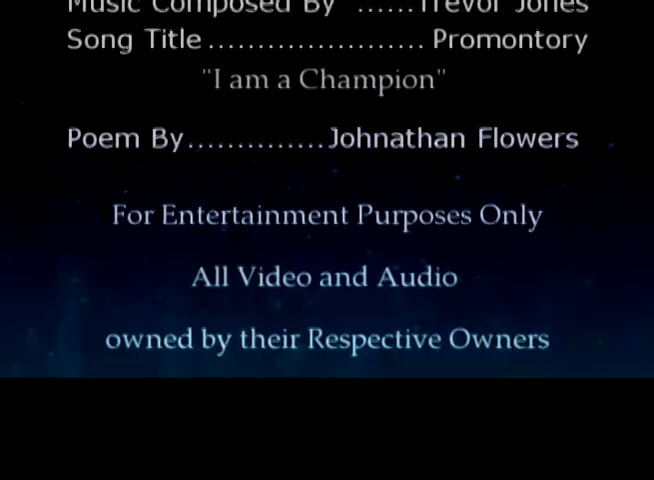 Music Composed By ......Trevor Jones
Song Title...................... Promontory
"I am a Champion"
Poem By..............Johnathan Flowers
For Entertainment Purposes Only
All Video and Audio
owned by their Respective Owners